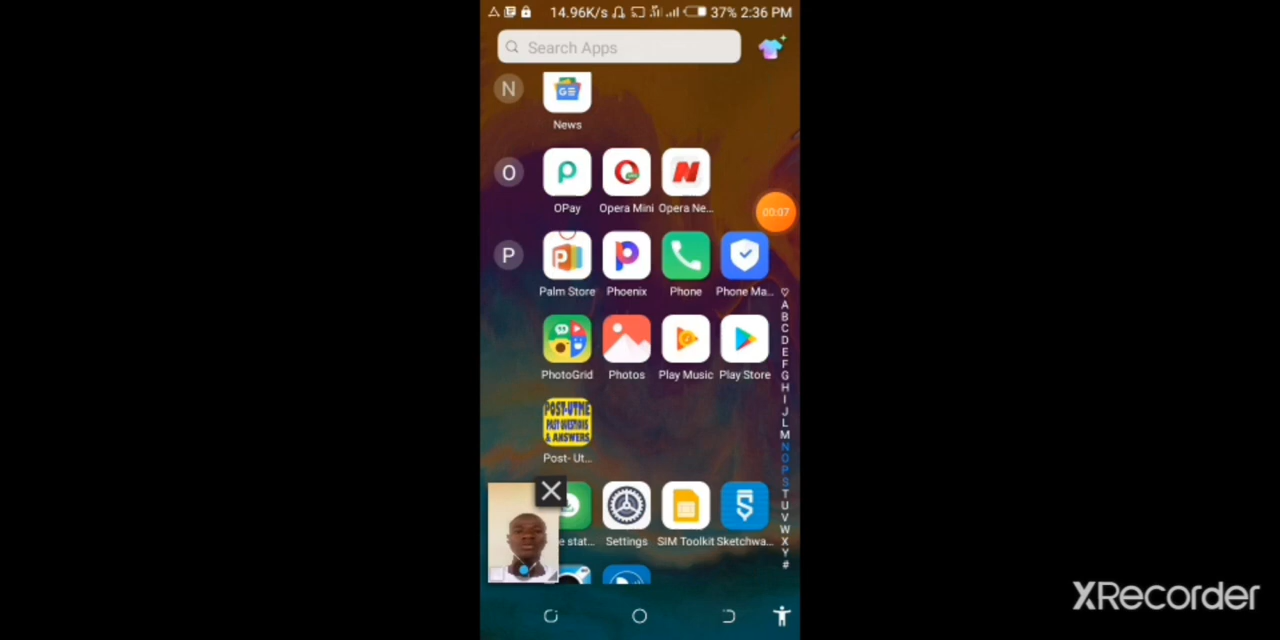 14.96K/s 37% 2:36 PM
Search Apps
N
GE
News
O
OPay Opera Mini Opera Ne...
00:07
P
Palm Store Phoenix Phone Phone Ma...
PhotoGrid Photos Play Music Play Store
POST-UTME
PAST QUESTIONS
& ANSWERS
Post- Ut...
e stat... Settings SIM Toolkit Sketchwa...
A
B
C
D
E
F
G
H
I
J
L
M
N
O
P
S
T
U
V
W
X
Y
#
XRecorder